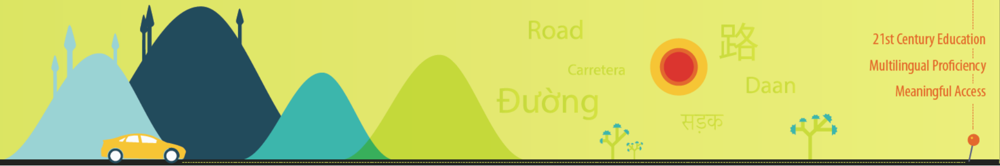 Road
路
Carretera
Daan
Đường
सड़क
21st Century Education
Multilingual Proficiency
Meaningful Access